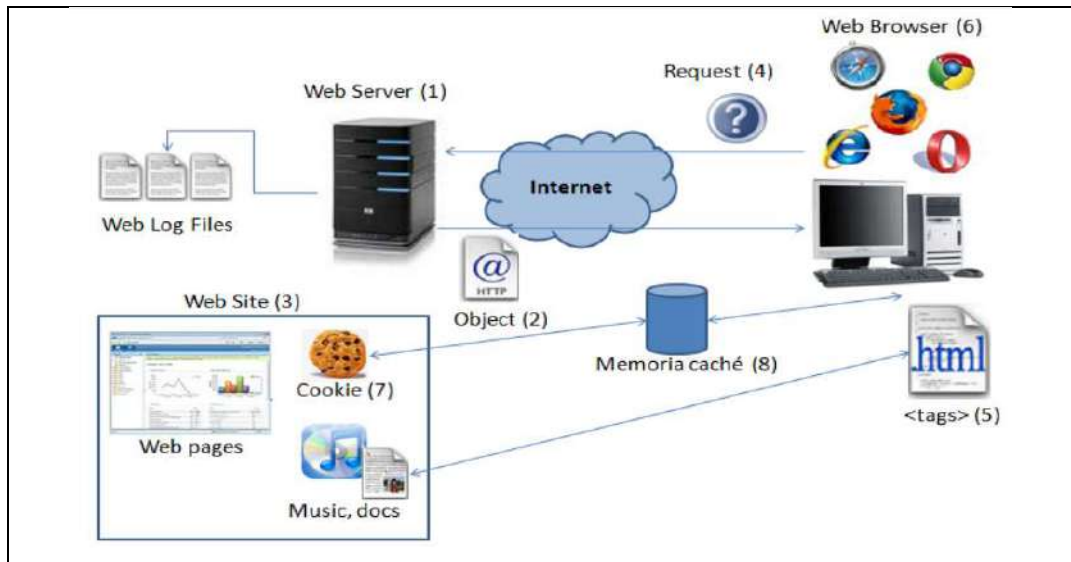 Web Browser (6)
Request (4)
Web Server (1)
?
Internet
Web Log Files
@
HTTP
Web Site (3)
Object (2)
.html
Cookie (7)
Memoria caché (8)
<tags> (5)
Web pages
Music, docs